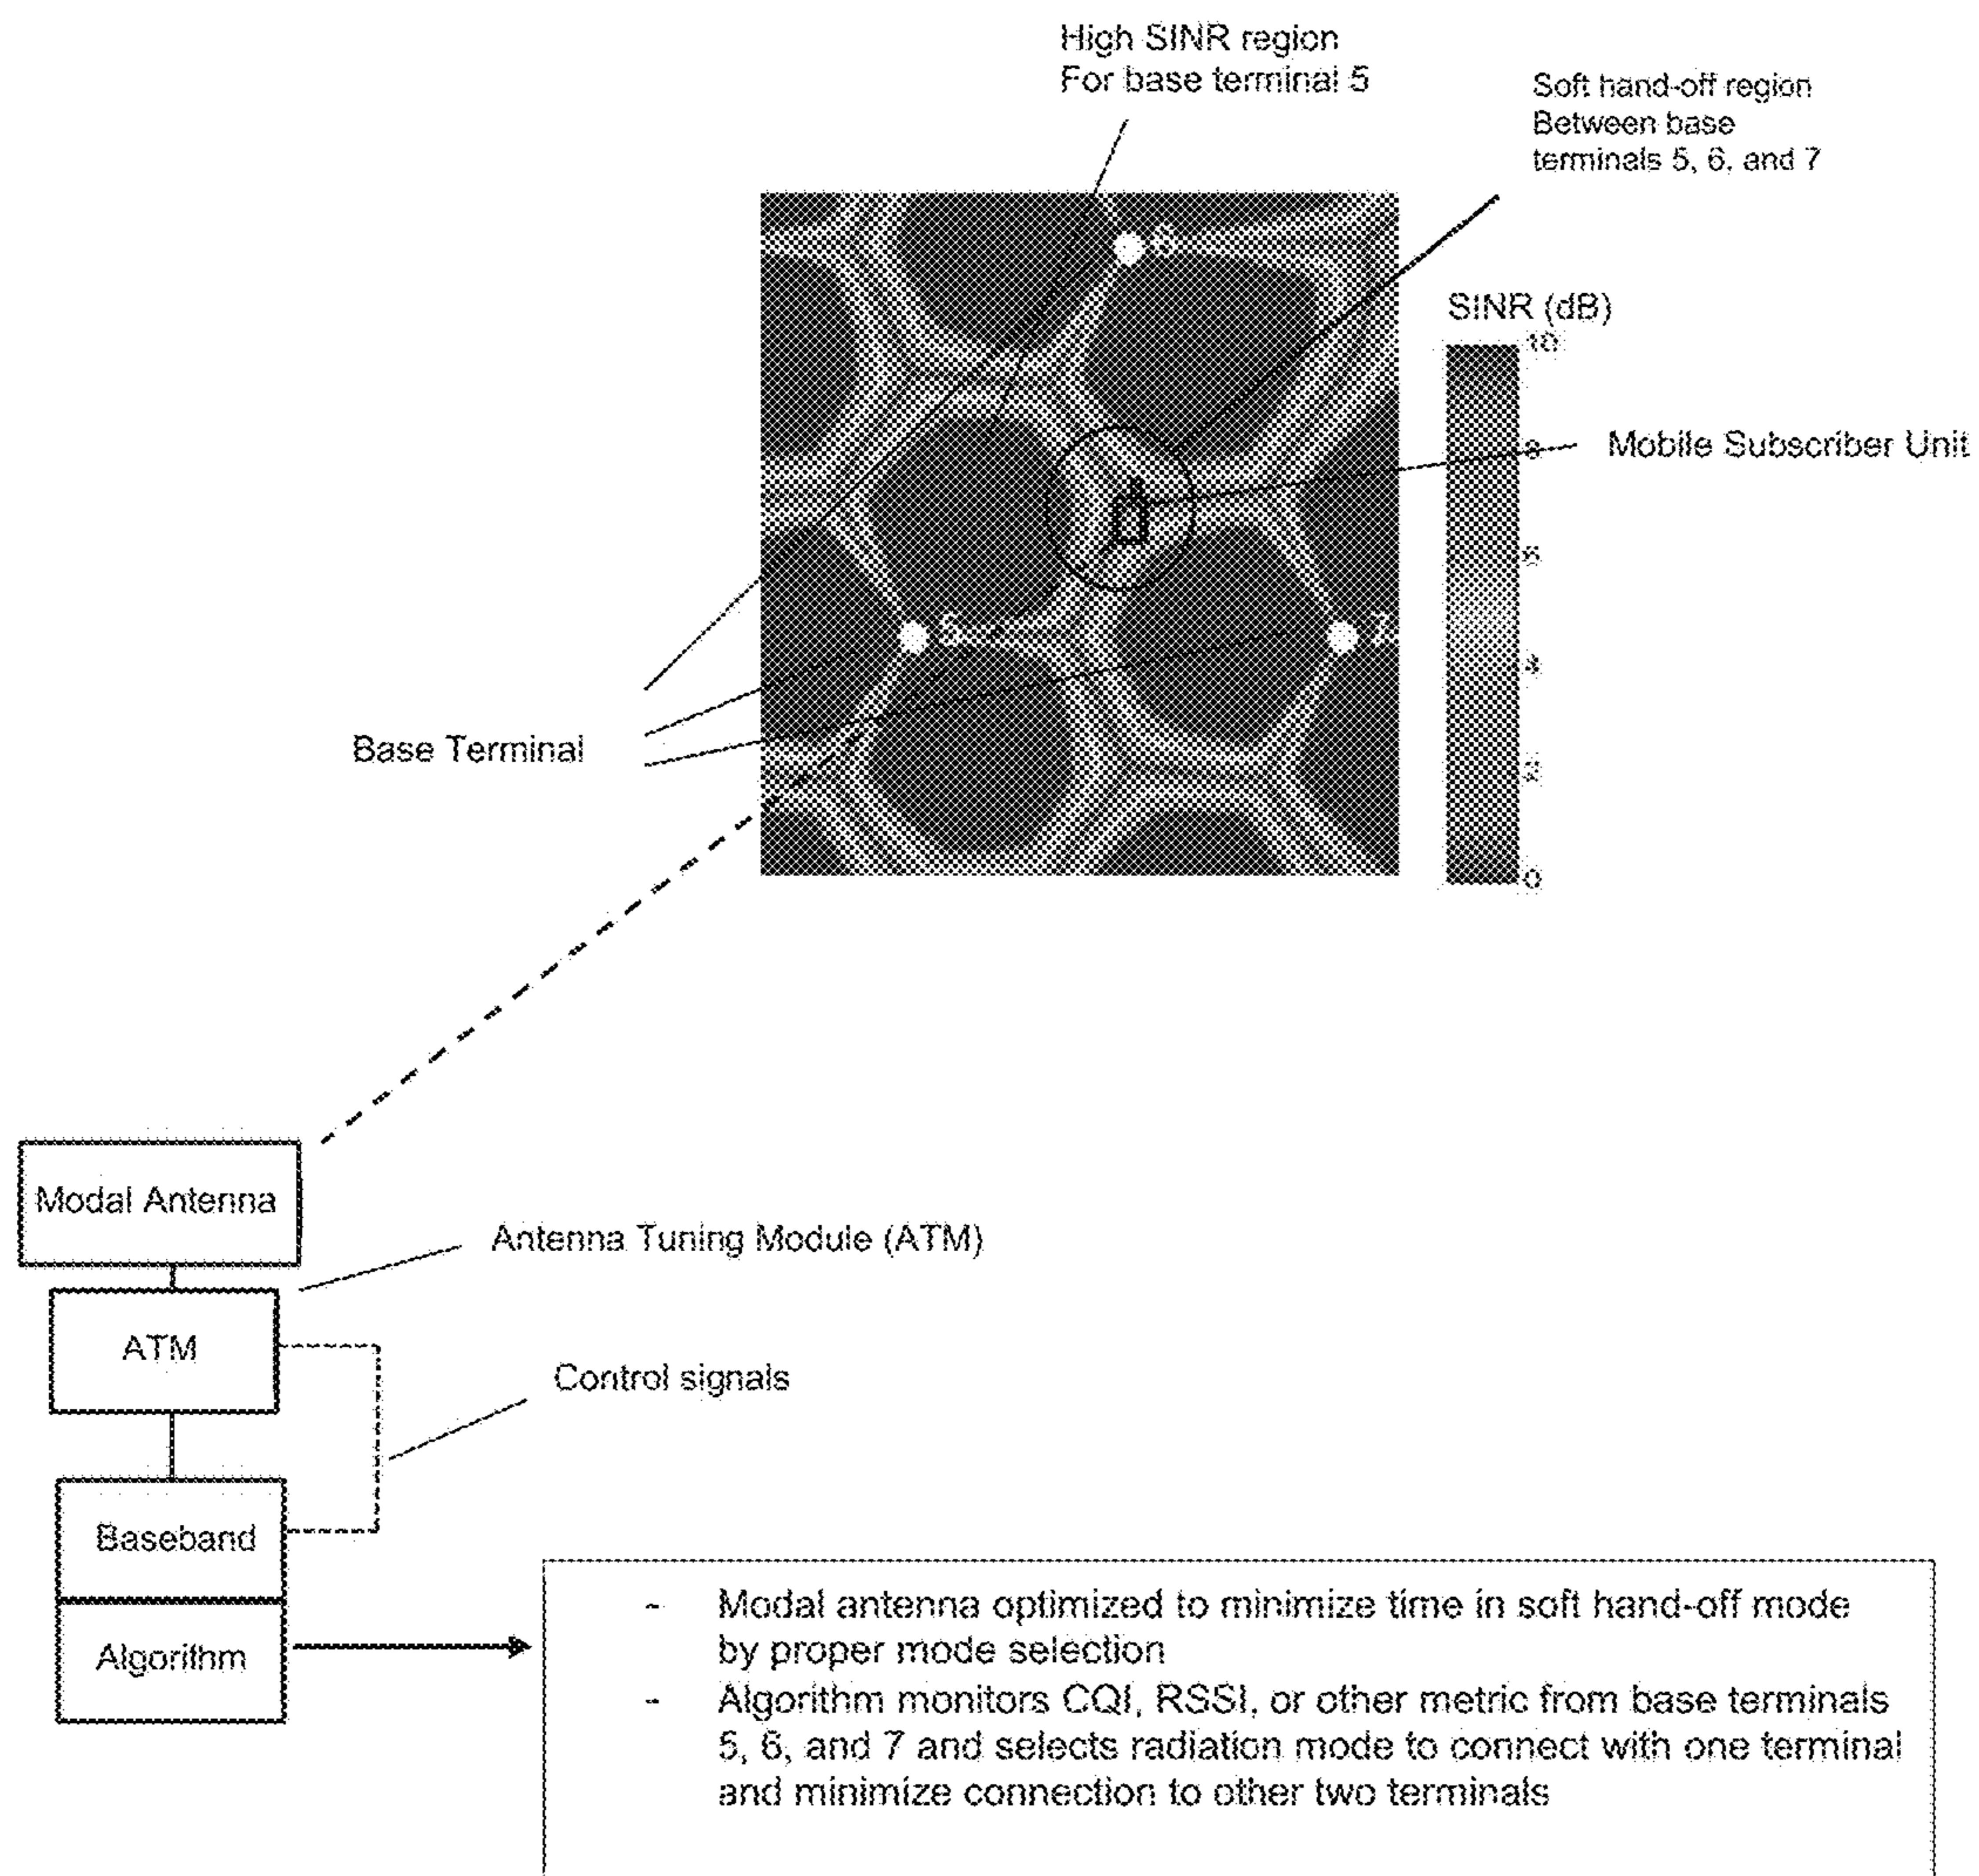 High SINR region
For base terminal 5
Soft hand-off region
Between base
terminals 5, 6, and 7
6
SINR (dB)
10
8
Mobile Subscriber Unit
6
5
7
4
Base Terminal
2
0
Modal Antenna
Antenna Tuning Module (ATM)
ATM
Control signals
Baseband
Algorithm
- Modal antenna optimized to minimize time in soft hand-off mode
by proper mode selection
- Algorithm monitors CQI, RSSI, or other metric from base terminals
5, 6, and 7 and selects radiation mode to connect with one terminal
and minimize connection to other two terminals